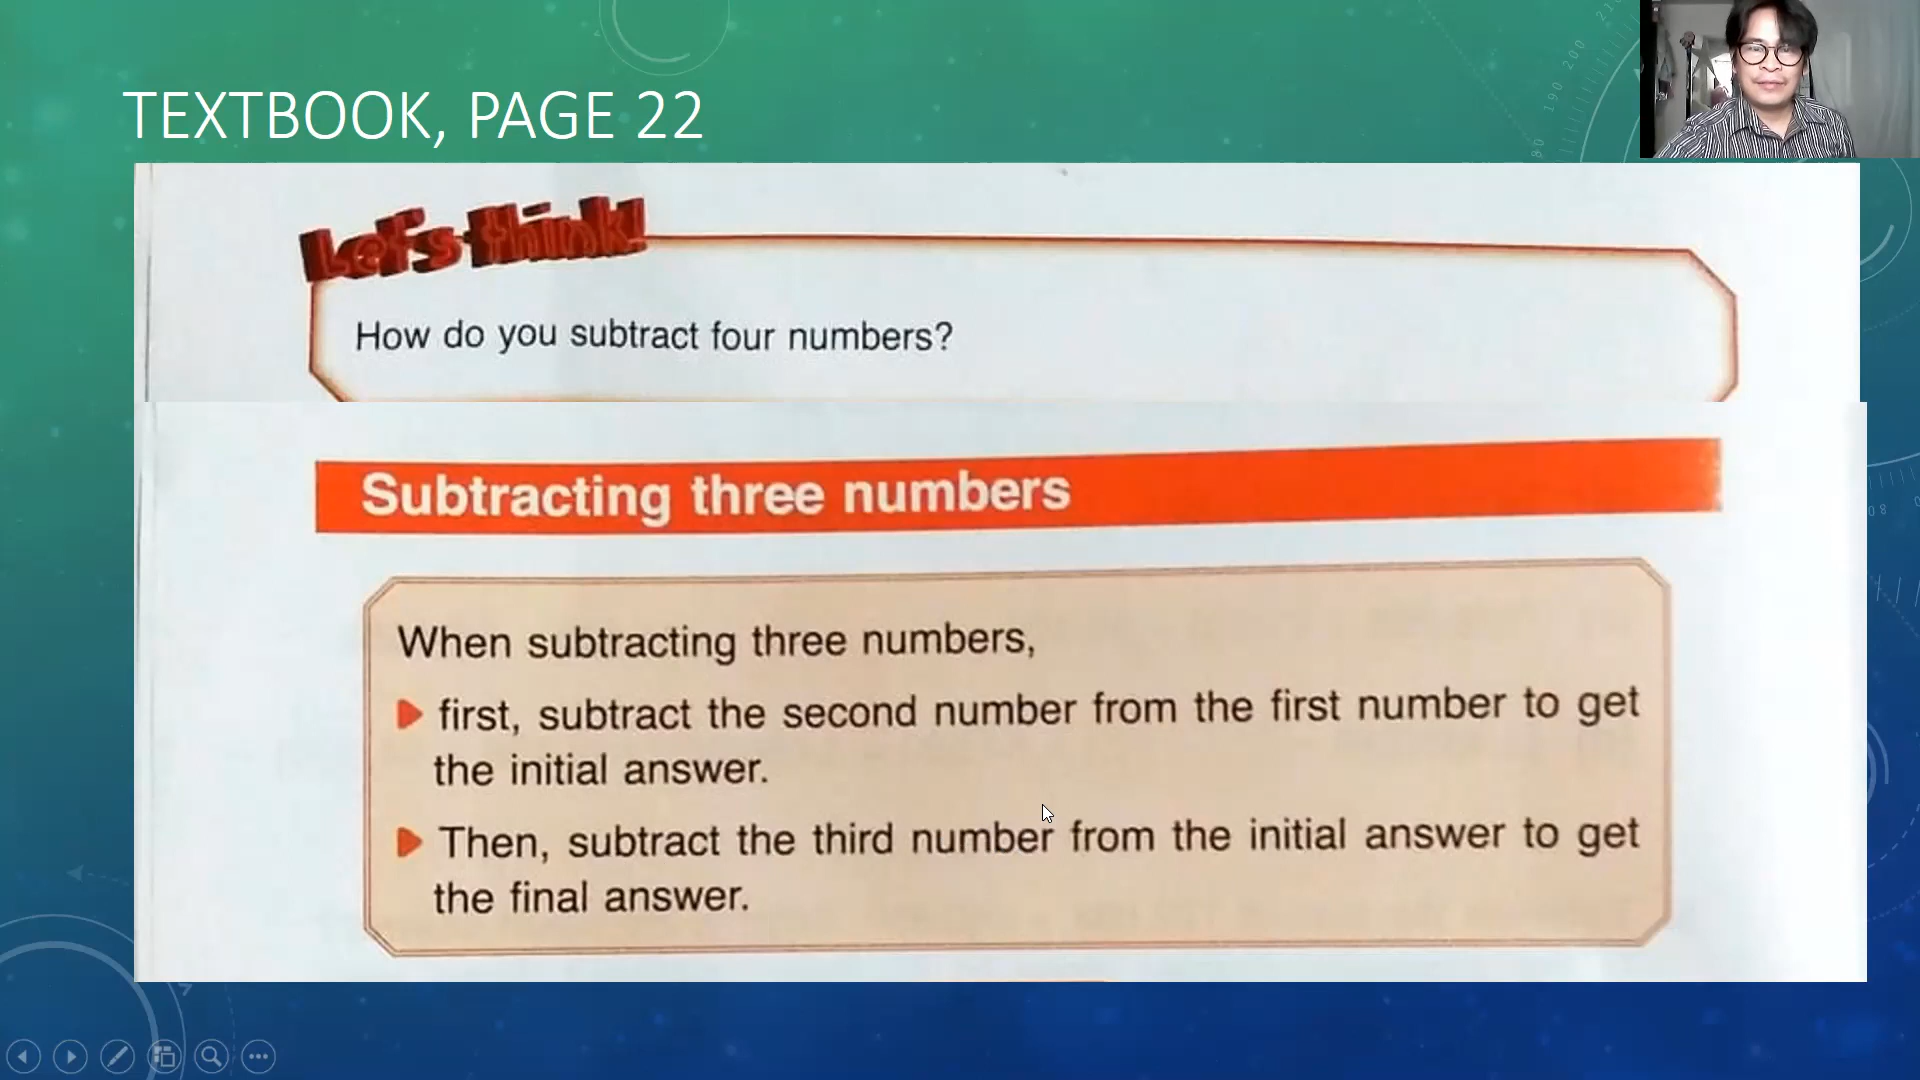 TEXTBOOK, PAGE 22
Let's think!
How do you subtract four numbers?
Subtracting three numbers
When subtracting three numbers,
first, subtract the second number from the first number to get
the initial answer.
Then, subtract the third number from the initial answer to get
the final answer.
190 200